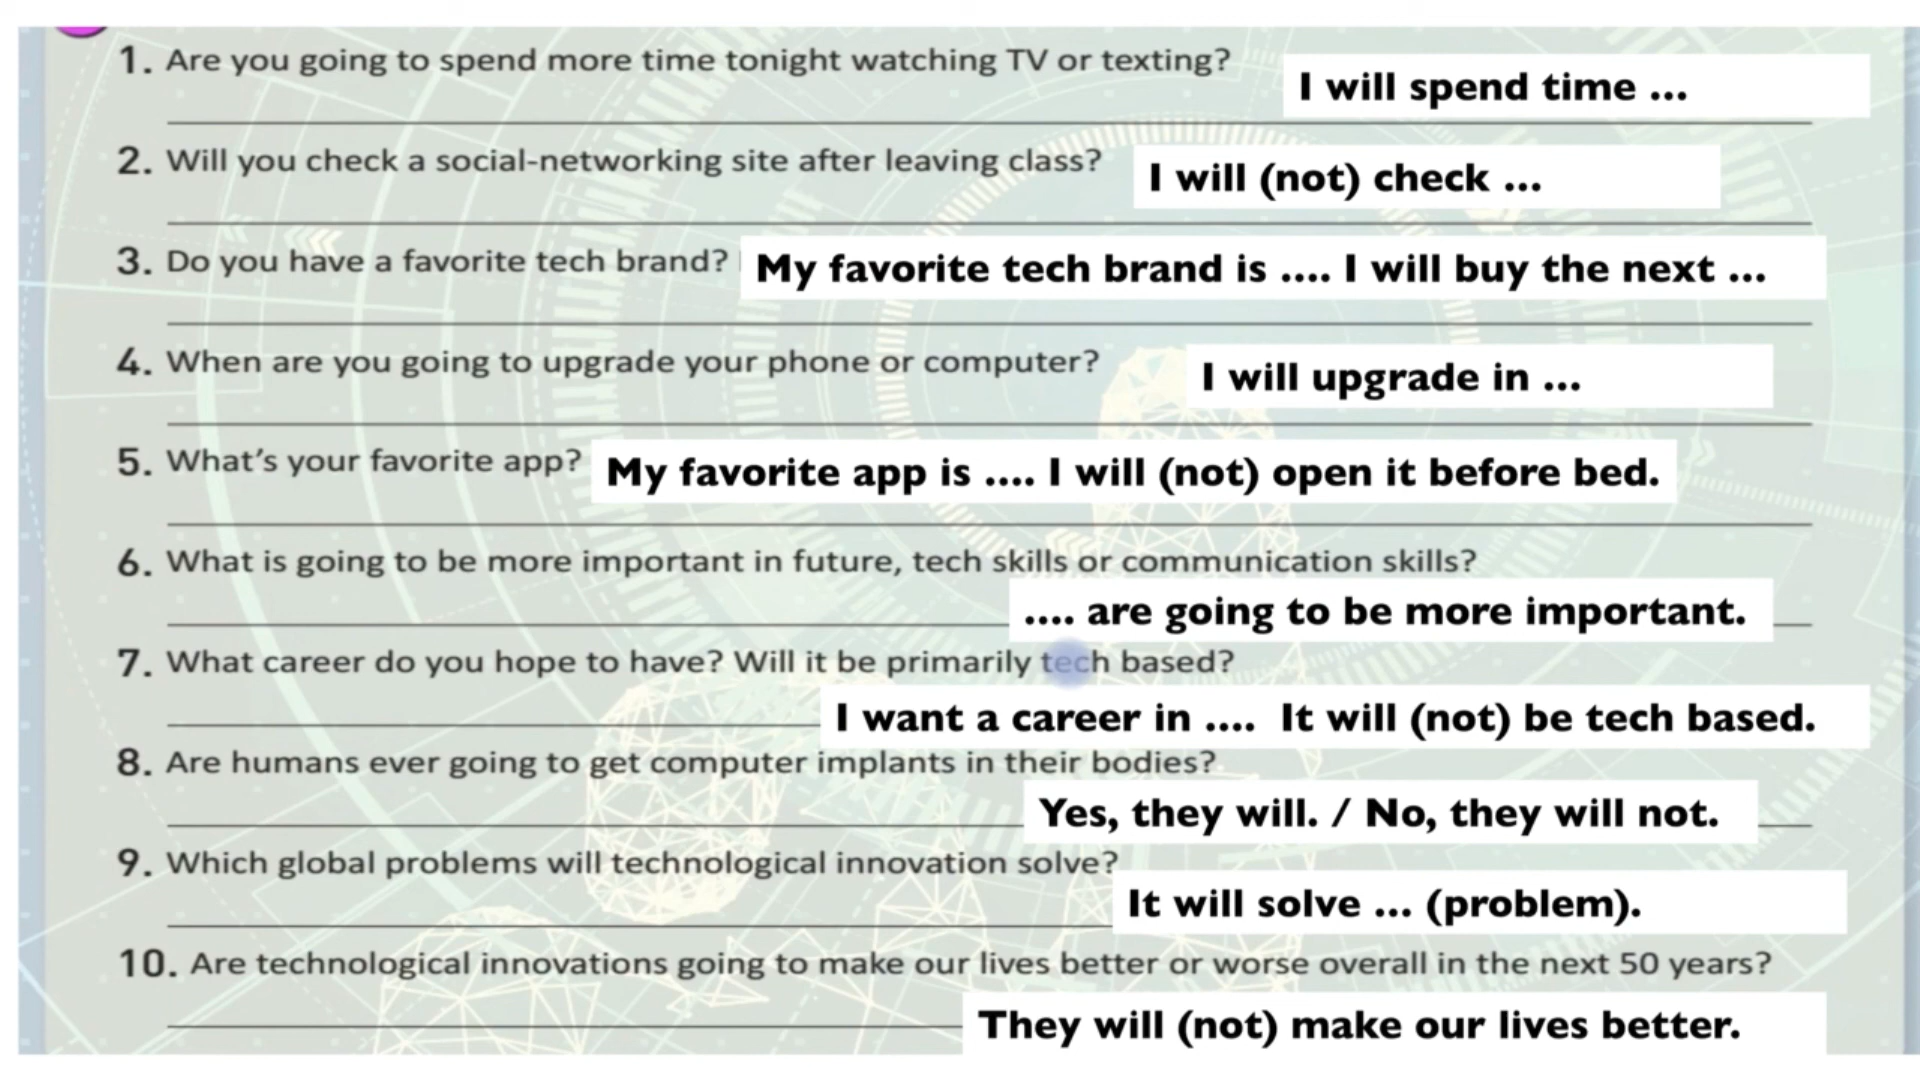 1. Are you going to spend more time tonight watching TV or texting?
I will spend time ...
2. Will you check a social-networking site after leaving class?
I will (not) check ...
3. Do you have a favorite tech brand?
My favorite tech brand is .... I will buy the next ...
4. When are you going to upgrade your phone or computer?
I will upgrade in ...
5. What's your favorite app?
My favorite app is .... I will (not) open it before bed.
6. What is going to be more important in future, tech skills or communication skills?
.... are going to be more important.
7. What career do you hope to have? Will it be primarily tech based?
I want a career in .... It will (not) be tech based.
8. Are humans ever going to get computer implants in their bodies?
Yes, they will. / No, they will not.
9. Which global problems will technological innovation solve?
It will solve ... (problem).
10. Are technological innovations going to make our lives better or worse overall in the next 50 years?
They will (not) make our lives better.